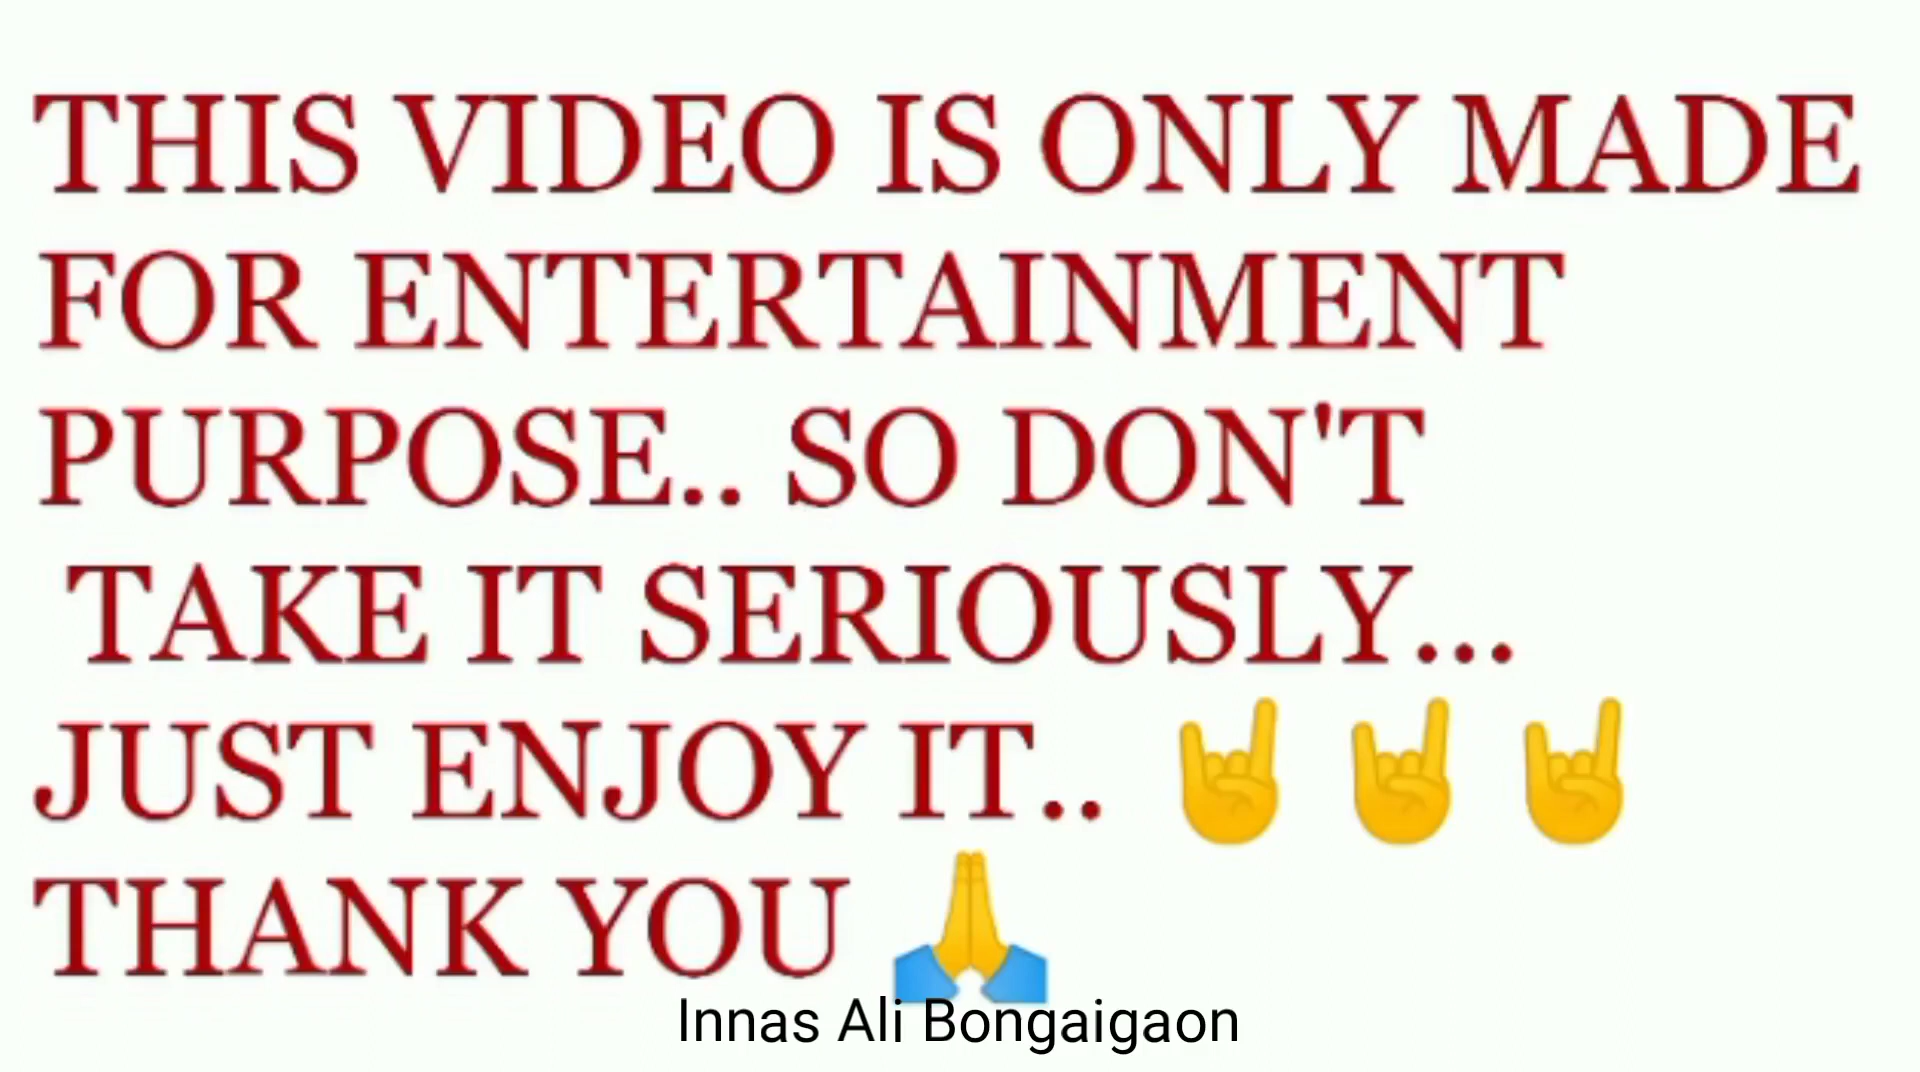 THIS VIDEO IS ONLY MADE
FOR ENTERTAINMENT
PURPOSE.. SO DON'T
TAKE IT SERIOUSLY...
JUST ENJOY IT.. 🤘 🤘 🤘
THANK YOU 🙏
Innas Ali Bongaigaon